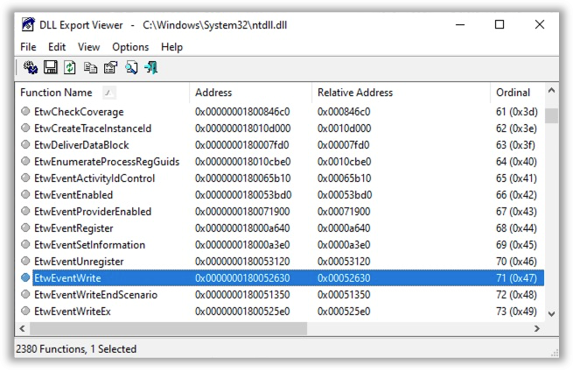 DLL Export Viewer - C:\Windows\System32\ntdll.dll
File Edit View Options Help
Function Name / Address Relative Address Ordinal
EtwCheckCoverage 0x00000001800846c0 0x000846c0 61 (0x3d)
EtwCreateTraceInstanceId 0x000000018010d000 0x0010d000 62 (0x3e)
EtwDeliverDataBlock 0x0000000180007fd0 0x00007fd0 63 (0x3f)
EtwEnumerateProcessRegGuids 0x000000018010cbe0 0x0010cbe0 64 (0x40)
EtwEventActivityIdControl 0x0000000180065b10 0x00065b10 65 (0x41)
EtwEventEnabled 0x0000000180053bd0 0x00053bd0 66 (0x42)
EtwEventProviderEnabled 0x0000000180071900 0x00071900 67 (0x43)
EtwEventRegister 0x000000018000a640 0x0000a640 68 (0x44)
EtwEventSetInformation 0x000000018000a3e0 0x0000a3e0 69 (0x45)
EtwEventUnregister 0x0000000180053120 0x00053120 70 (0x46)
EtwEventWrite 0x0000000180052630 0x00052630 71 (0x47)
EtwEventWriteEndScenario 0x0000000180051350 0x00051350 72 (0x48)
EtwEventWriteEx 0x00000001800525e0 0x000525e0 73 (0x49)
2380 Functions, 1 Selected